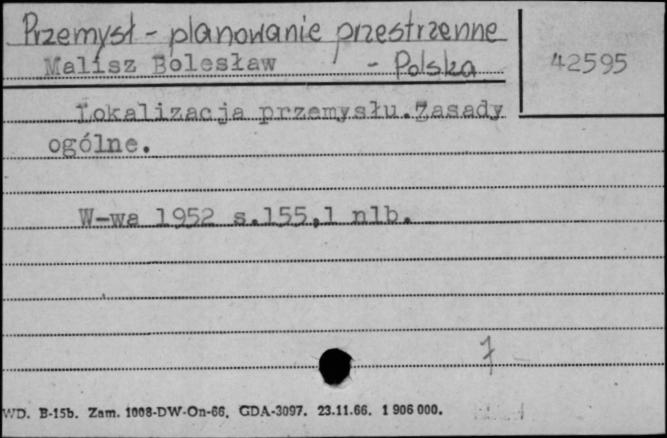 Przemysł - planowanie przestrzenne
Malisz Bolesław - Polska
42595
Lokalizacja przemysłu.Zasady
ogólne.
W-wa 1952 s.155,1 nlb.
7
WD. B-15b. Zam. 1008-DW-On-66. GDA-3097. 23.11.66. 1 906 000.